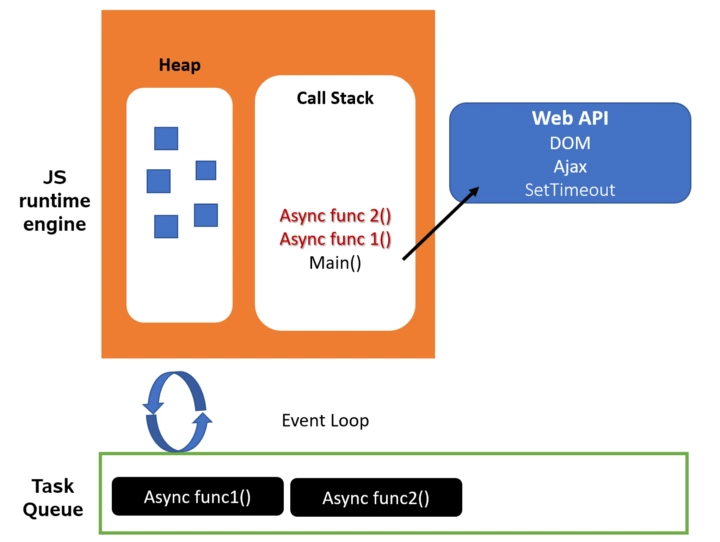 Heap
Call Stack
JS
runtime
engine
Async func 2()
Async func 1()
Main()
Web API
DOM
Ajax
SetTimeout
Event Loop
Task
Queue
Async func1()
Async func2()